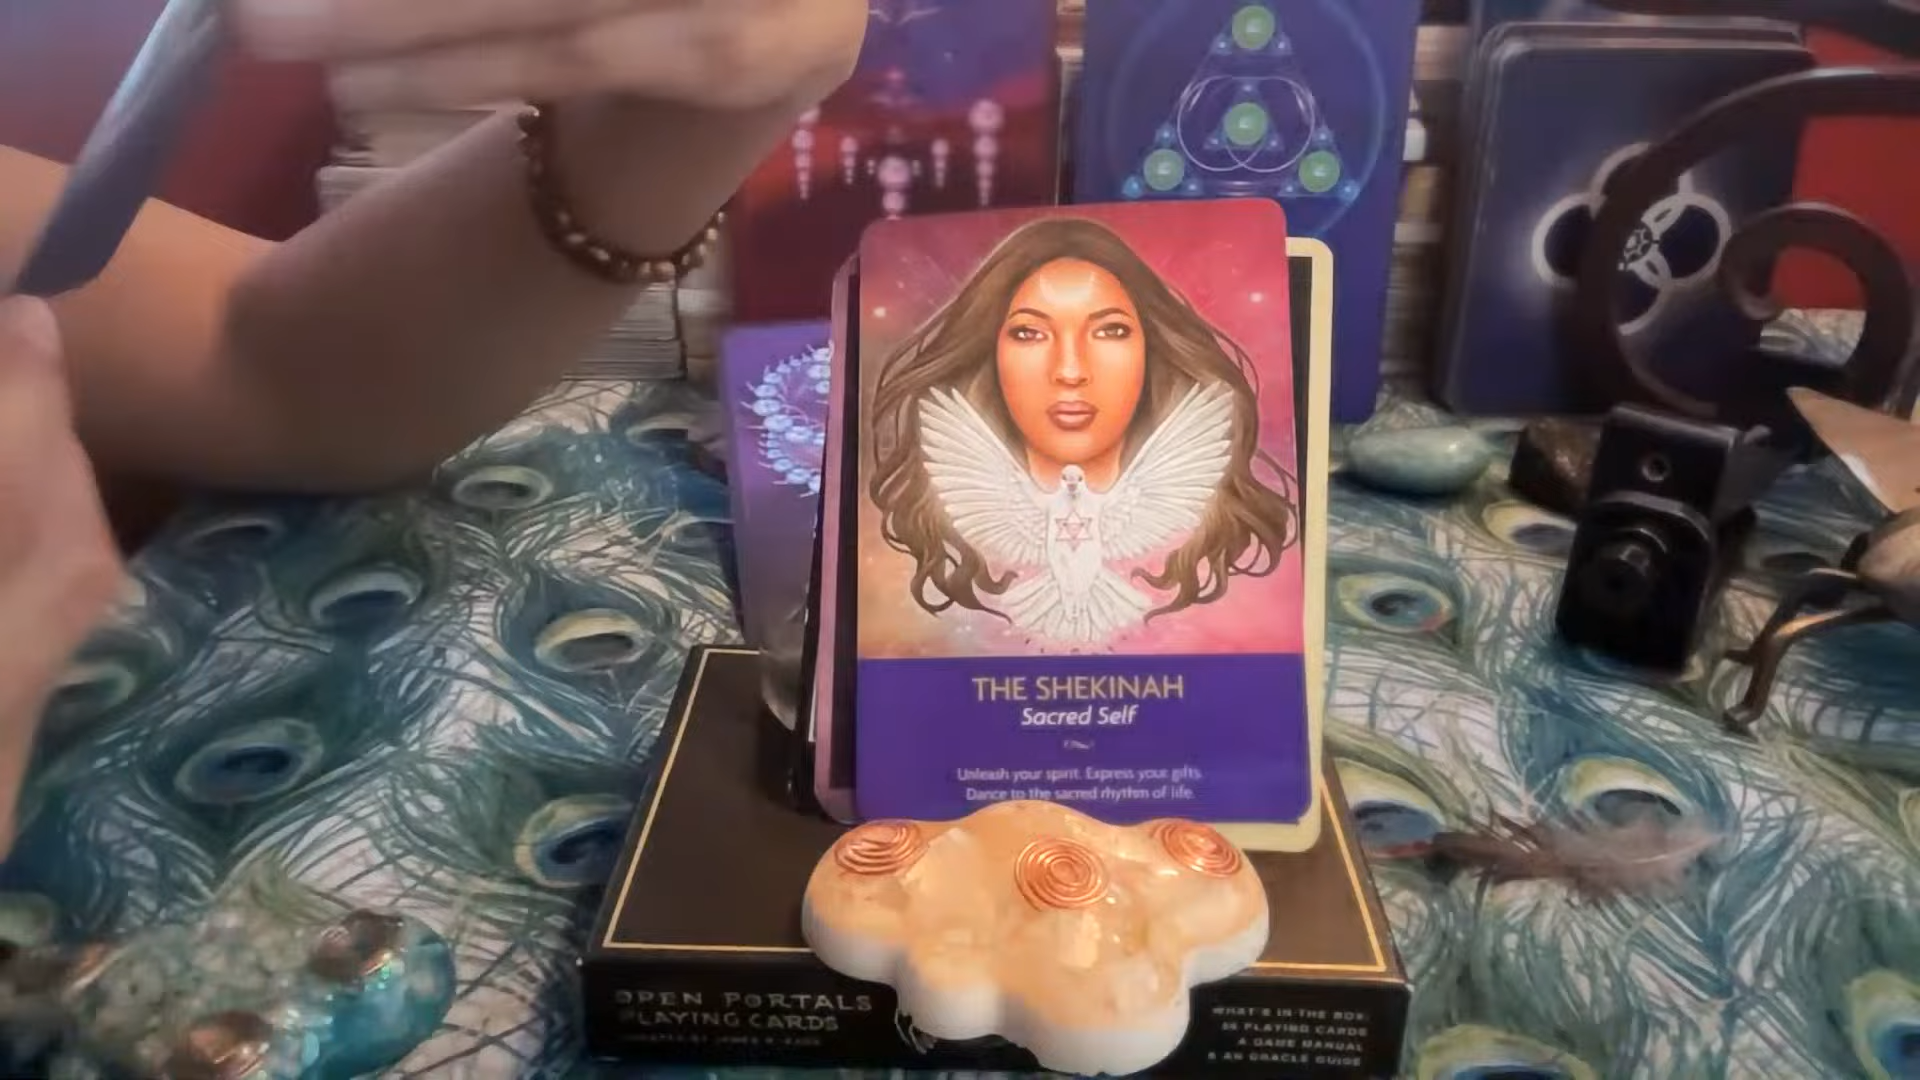 THE SHEKINAH
Sacred Self
Unleash your spirit. Express your gifts.
Dance to the sacred rhythm of life.
OPEN PORTALS
PLAYING CARDS
WHAT'S IN THE BOX:
PLAYING CARDS
A GAME MANUAL
& AN ORACLE GUIDE